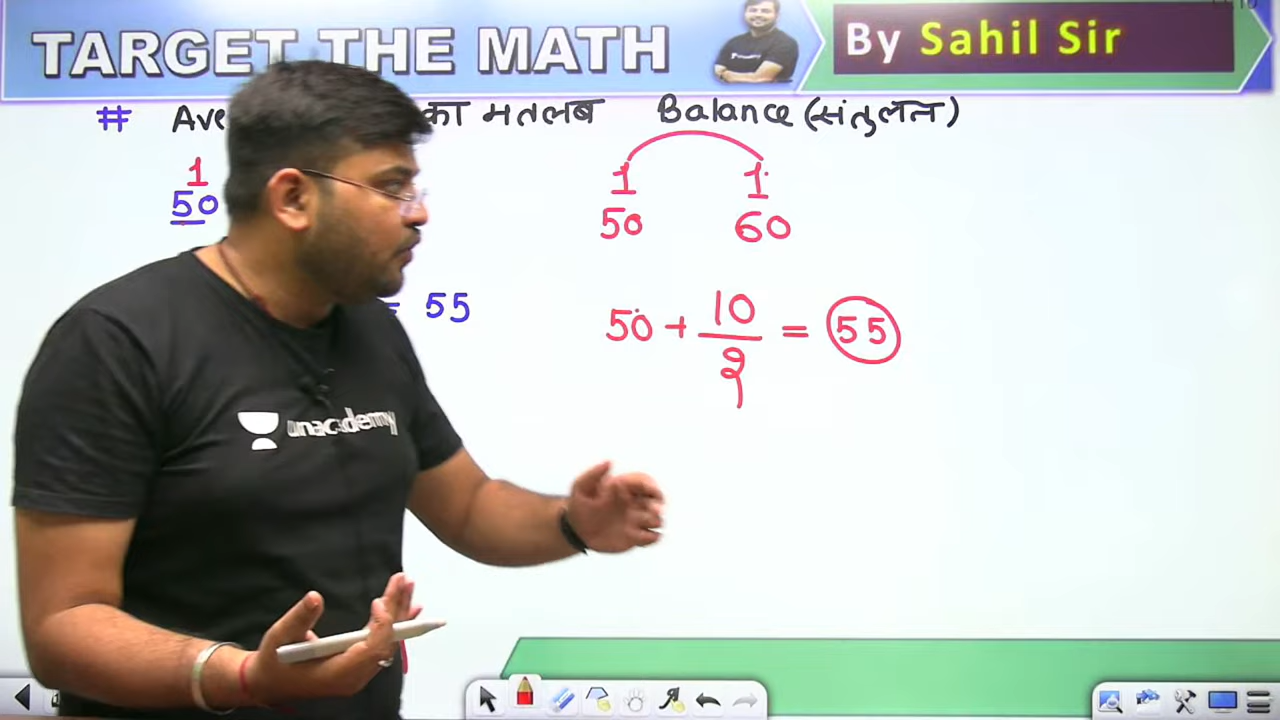 TARGET THE MATH
By Sahil Sir
# Ave का मतलब Balance (संतुलन)
1 1 1
50 50 60
= 55 50 + 10/2 = 55
unacademy